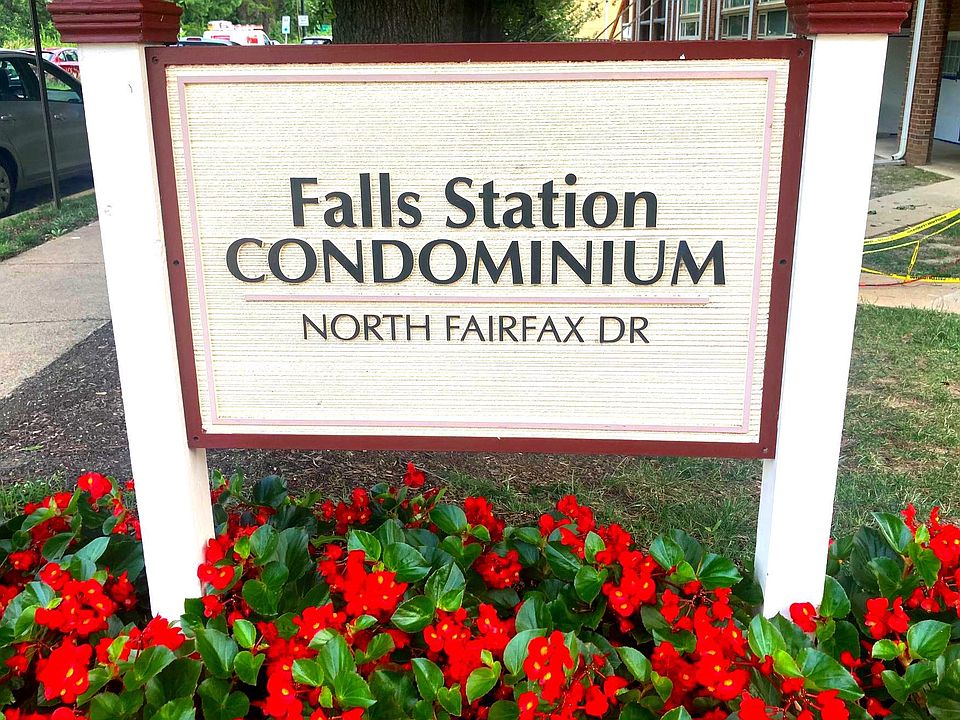 Falls Station
CONDOMINIUM
NORTH FAIRFAX DR